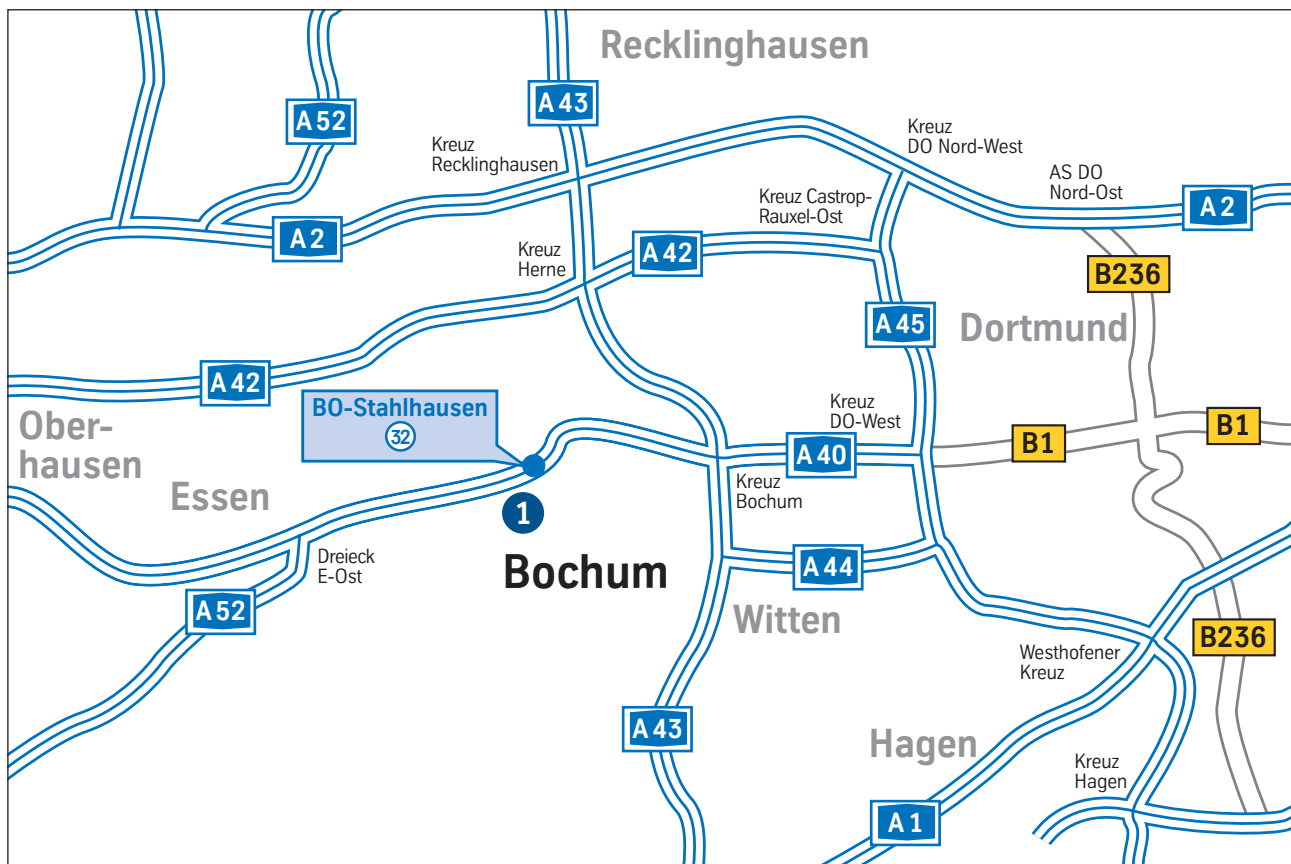 Recklinghausen
A 43
A 52
Kreuz
Recklinghausen
Kreuz
DO Nord-West
AS DO
Nord-Ost
Kreuz Castrop-
Rauxel-Ost
A 2
A 2
Kreuz
Herne
A 42
B236
A 45
Dortmund
A 42
BO-Stahlhausen
32
Kreuz
DO-West
Ober-
hausen
B1
B1
A 40
Essen
Kreuz
Bochum
1
Dreieck
E-Ost
Bochum
A 44
A 52
Witten
B236
Westhofener
Kreuz
A 43
Hagen
Kreuz
Hagen
A 1